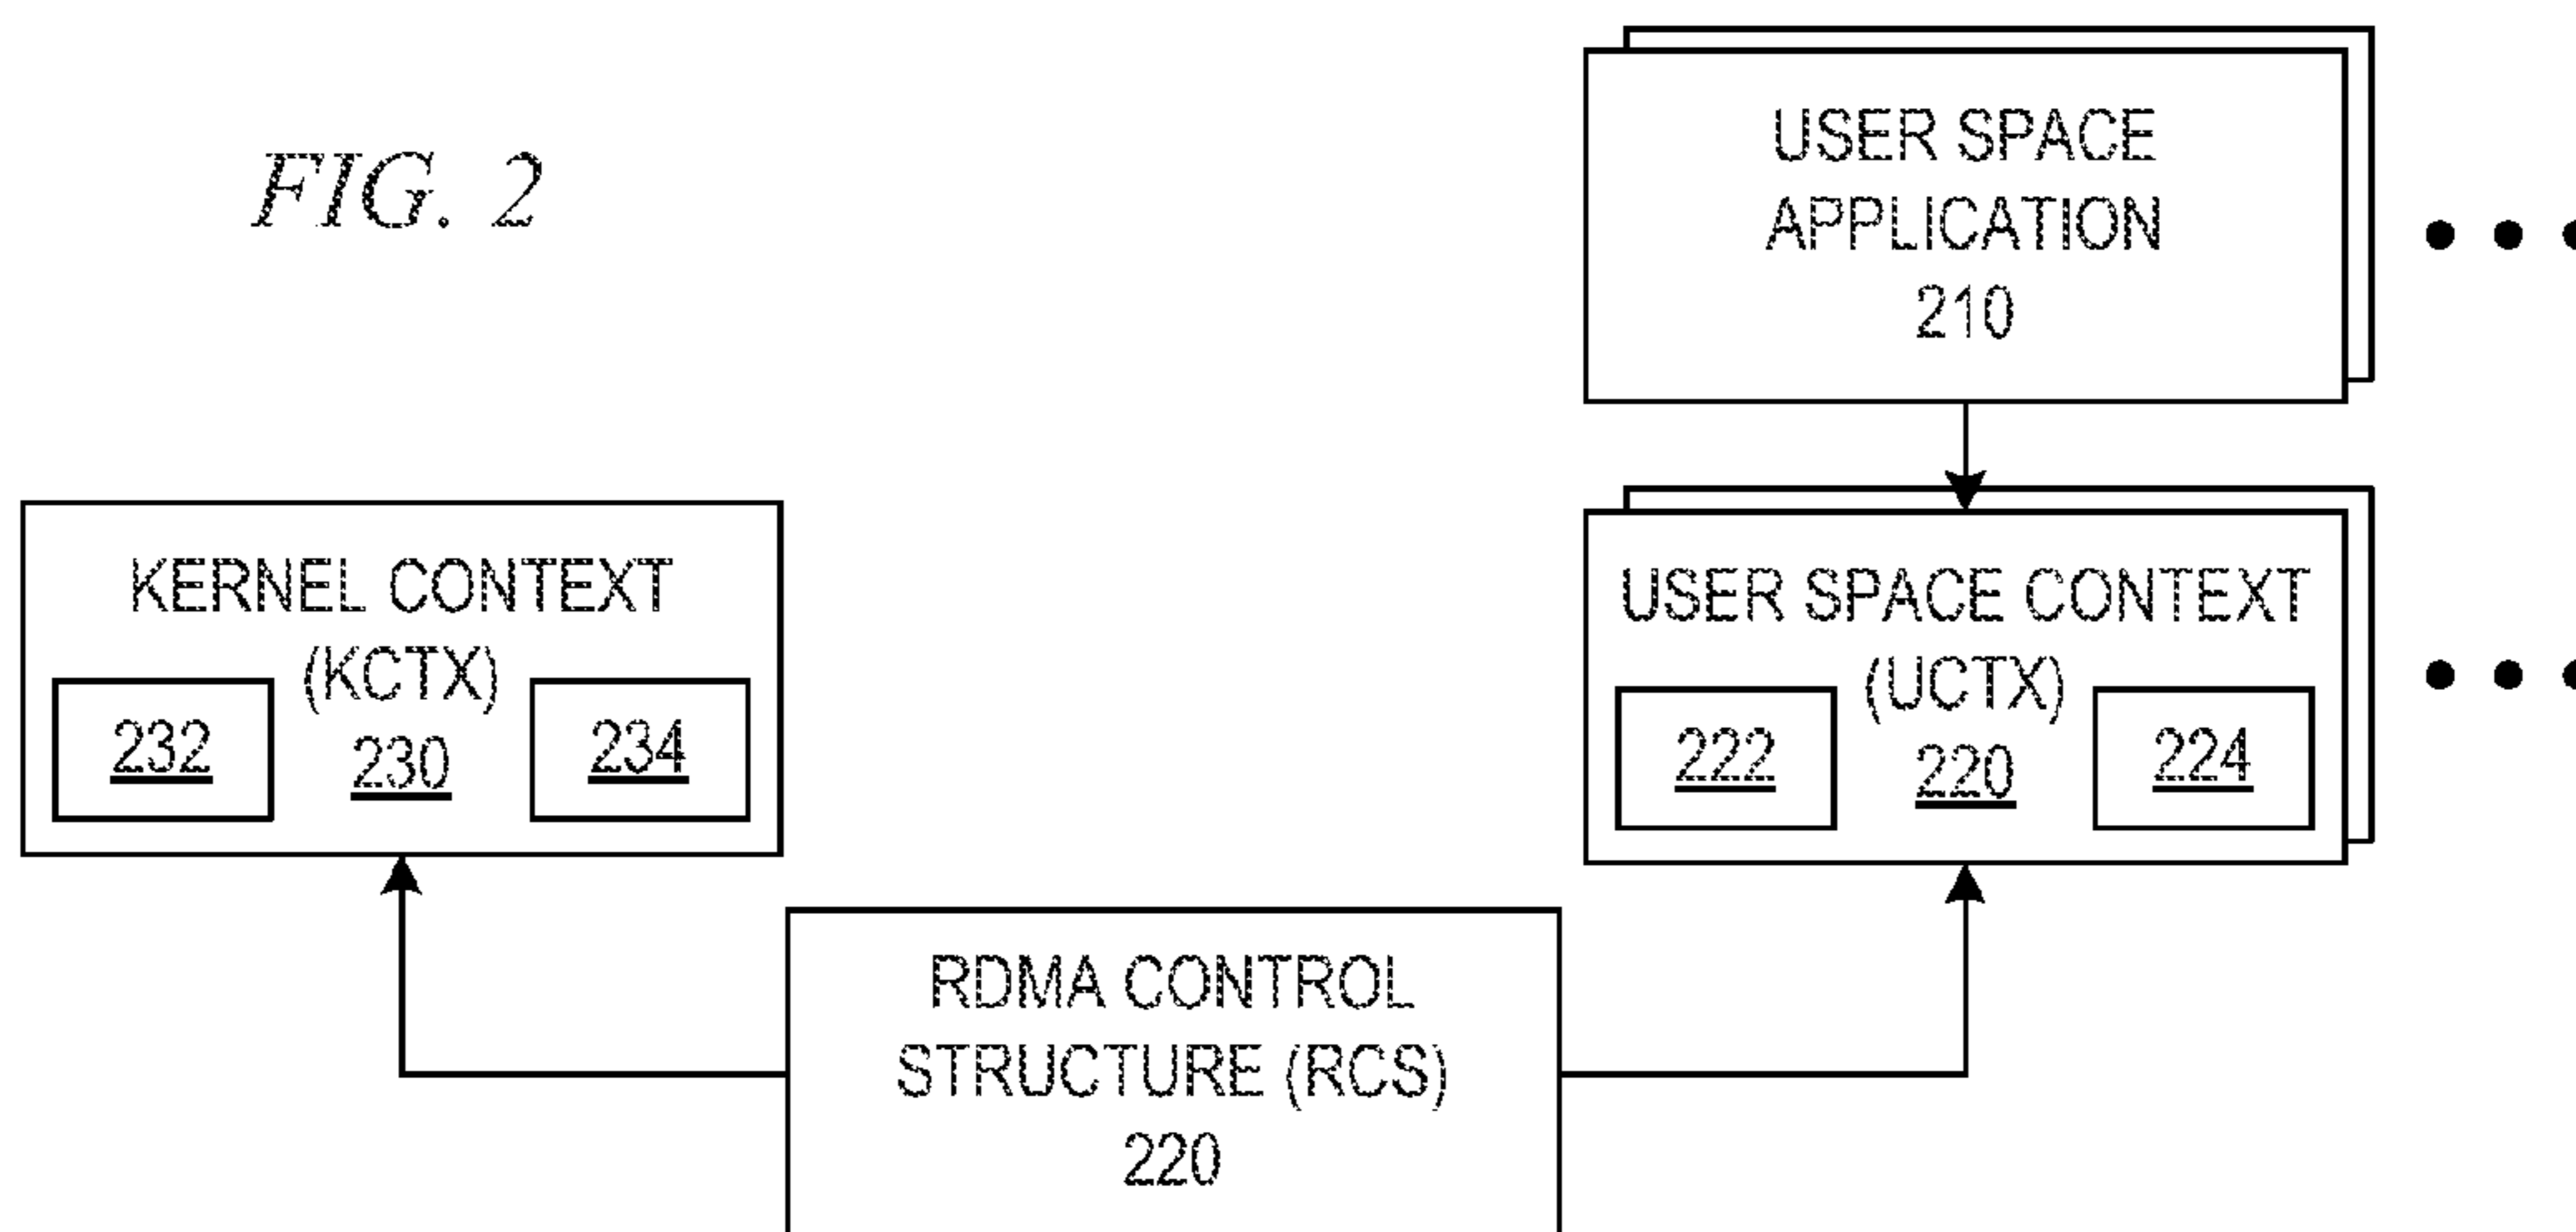 FIG. 2
USER SPACE
APPLICATION
210
KERNEL CONTEXT
(KCTX)
232
230
234
USER SPACE CONTEXT
(UCTX)
222
220
224
RDMA CONTROL
STRUCTURE (RCS)
220